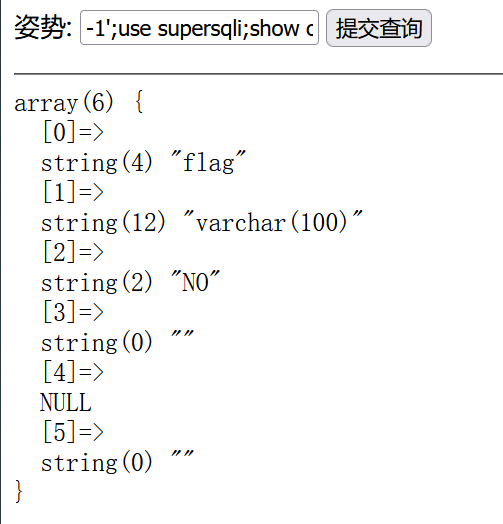 姿势: -1';use supersqli;show c 提交查询
array(6) {
  [0]=>
  string(4) "flag"
  [1]=>
  string(12) "varchar(100)"
  [2]=>
  string(2) "NO"
  [3]=>
  string(0) ""
  [4]=>
  NULL
  [5]=>
  string(0) ""
}